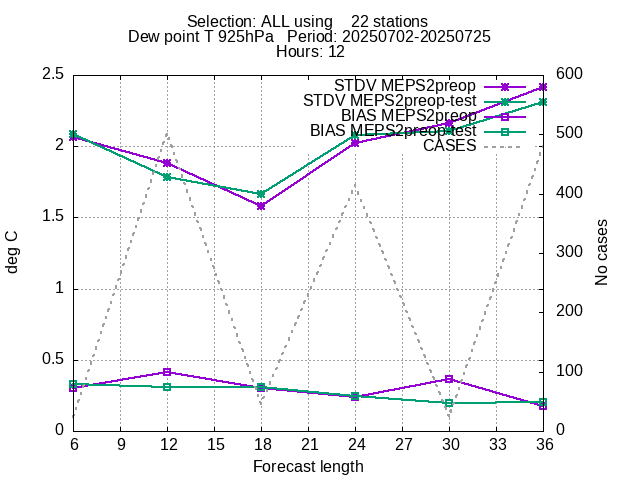 Selection: ALL using    22 stations
Dew point T 925hPa   Period: 20250702-20250725
Hours: 12
STDV MEPS2preop
STDV MEPS2preop-test
BIAS MEPS2preop
BIAS MEPS2preop-test
CASES
2.5
2
1.5
1
0.5
0
deg C
600
500
400
300
200
100
0
No cases
6 9 12 15 18 21 24 27 30 33 36
Forecast length